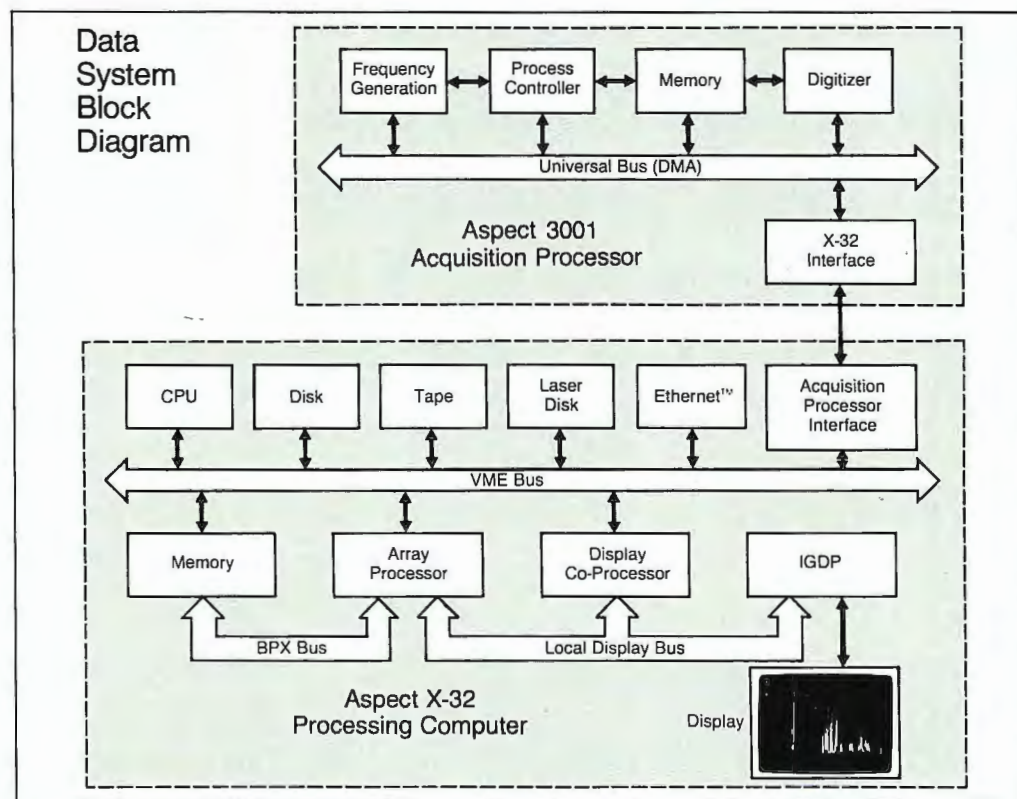 Data
System
Block
Diagram
Frequency
Generation
Process
Controller
Memory
Digitizer
Universal Bus (DMA)
Aspect 3001
Acquisition Processor
X-32
Interface
CPU
Disk
Tape
Laser
Disk
Ethernet™
Acquisition
Processor
Interface
VME Bus
Memory
Array
Processor
Display
Co-Processor
IGDP
BPX Bus
Local Display Bus
Aspect X-32
Processing Computer
Display